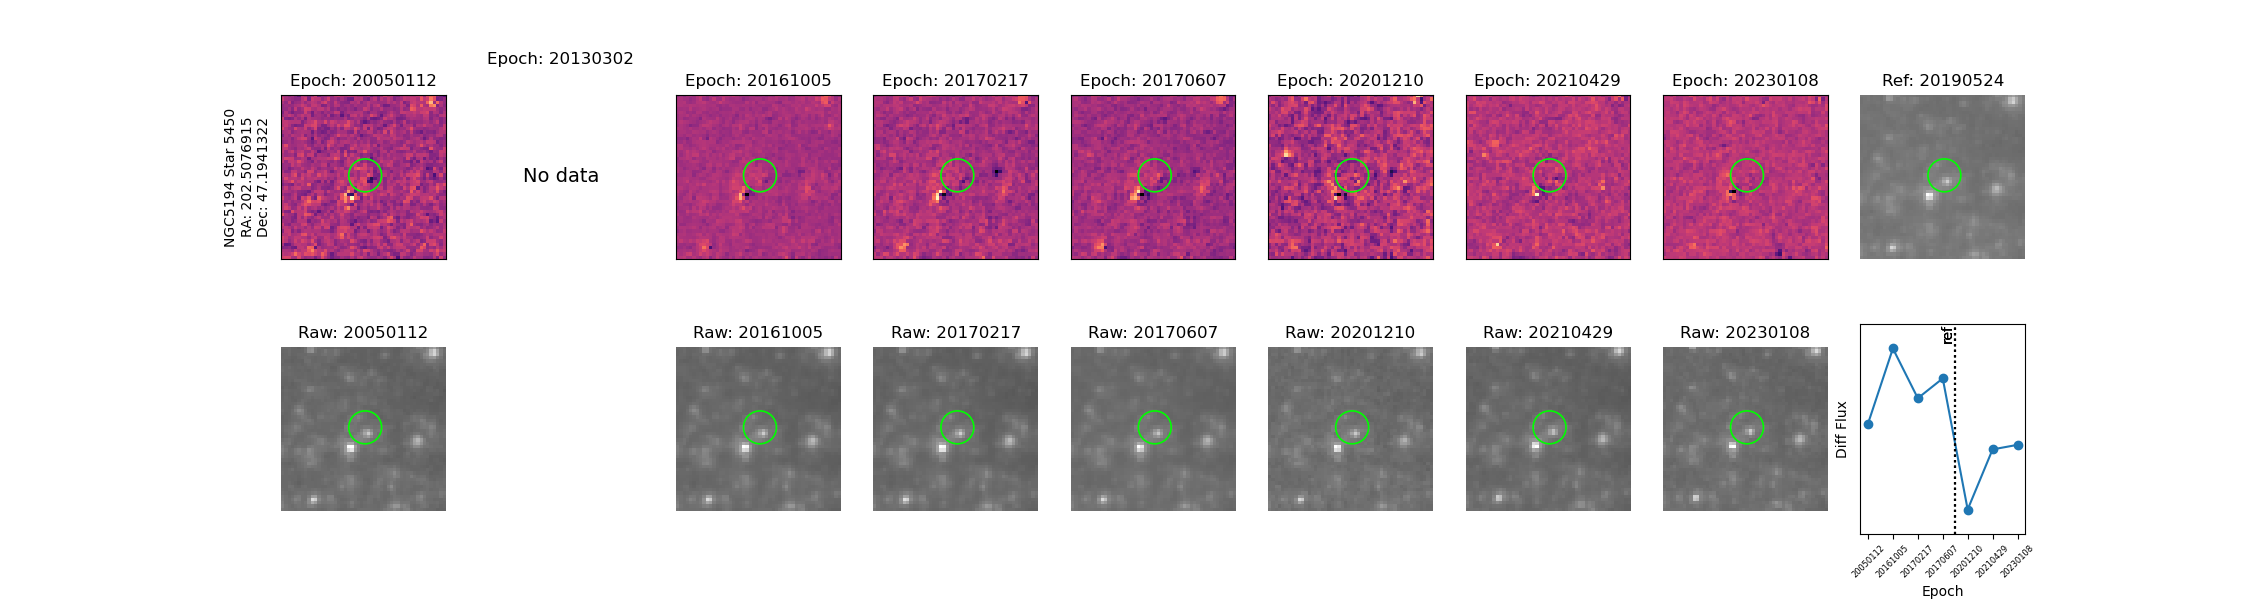 Epoch: 20050112
Epoch: 20130302
Epoch: 20161005
Epoch: 20170217
Epoch: 20170607
Epoch: 20201210
Epoch: 20210429
Epoch: 20230108
Ref: 20190524
NGC5194 Star 5450
RA: 202.5076915
Dec: 47.1941322
No data
Raw: 20050112
Raw: 20161005
Raw: 20170217
Raw: 20170607
Raw: 20201210
Raw: 20210429
Raw: 20230108
ref
Diff Flux
20050112
20161005
20170217
20170607
20201210
20210429
20230108
Epoch